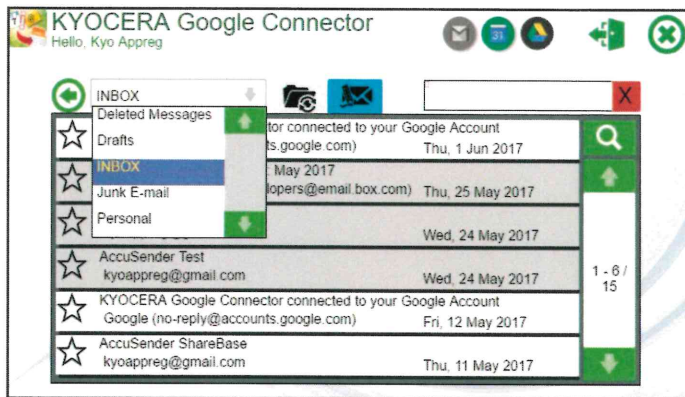 KYOCERA Google Connector
Hello, Kyo Appreg
31
INBOX
X
Deleted Messages
Drafts
INBOX
Junk E-mail
Personal
tor connected to your Google Account
ts.google.com) Thu, 1 Jun 2017
: May 2017
lopers@email.box.com) Thu, 25 May 2017
Wed, 24 May 2017
AccuSender Test
kyoappreg@gmail.com Wed, 24 May 2017
KYOCERA Google Connector connected to your Google Account
Google (no-reply@accounts.google.com) Fri, 12 May 2017
AccuSender ShareBase
kyoappreg@gmail.com Thu, 11 May 2017
1 - 6 /
15